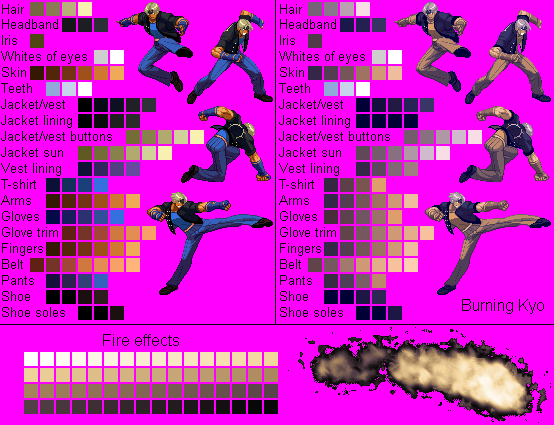 Hair
Headband
Iris
Whites of eyes
Skin
Teeth
Jacket/vest
Jacket lining
Jacket/vest buttons
Jacket sun
Vest lining
T-shirt
Arms
Gloves
Glove trim
Fingers
Belt
Pants
Shoe
Shoe soles
Hair
Headband
Iris
Whites of eyes
Skin
Teeth
Jacket/vest
Jacket lining
Jacket/vest buttons
Jacket sun
Vest lining
T-shirt
Arms
Gloves
Glove trim
Fingers
Belt
Pants
Shoe
Shoe soles
Burning Kyo
Fire effects